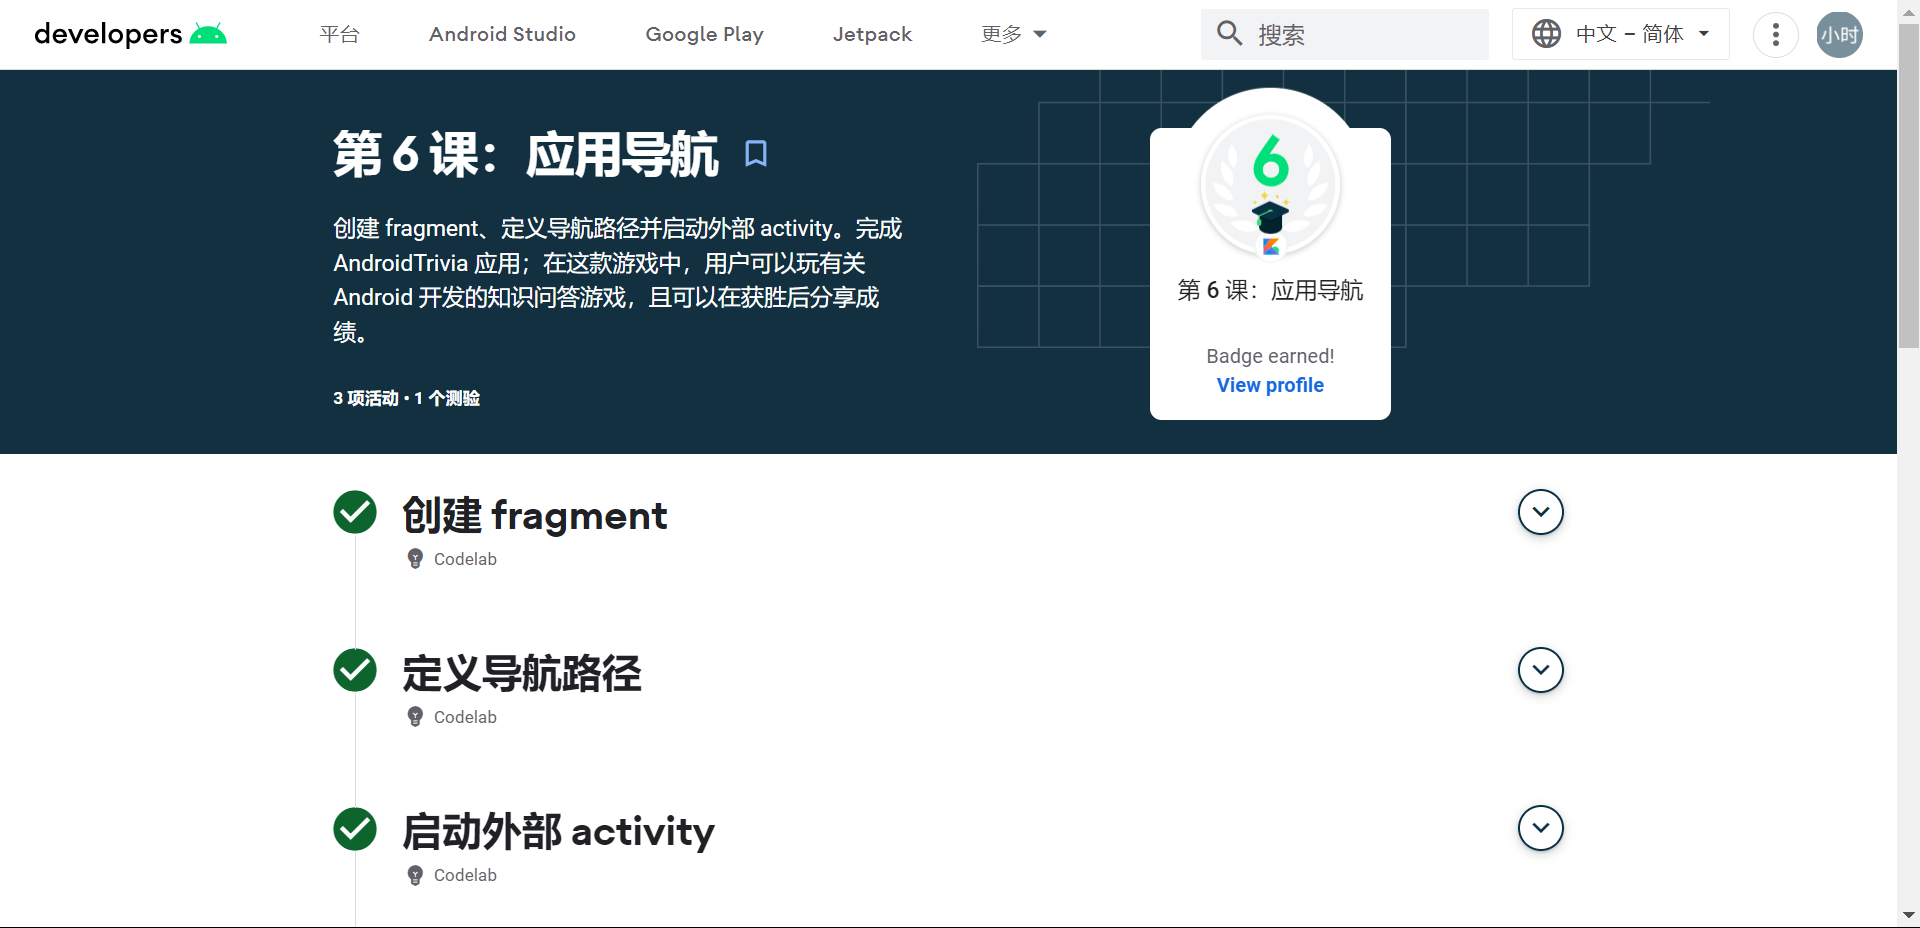 developers
平台
Android Studio
Google Play
Jetpack
更多
搜索
中文 – 简体
小时
第 6 课：应用导航
创建 fragment、定义导航路径并启动外部 activity。完成
AndroidTrivia 应用；在这款游戏中，用户可以玩有关
Android 开发的知识问答游戏，且可以在获胜后分享成
绩。
3 项活动 • 1 个测验
6
第 6 课：应用导航
Badge earned!
View profile
创建 fragment
Codelab
定义导航路径
Codelab
启动外部 activity
Codelab